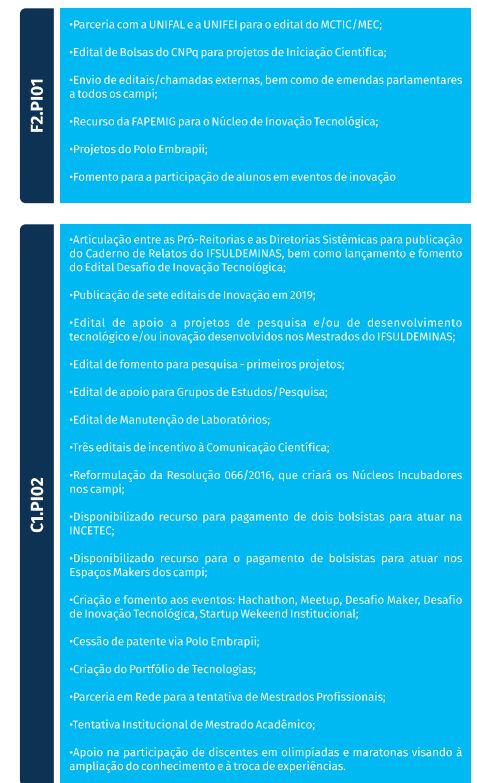 F2.PI01
•Parceria com a UNIFAL e a UNIFEI para o edital do MCTIC/MEC;
•Edital de Bolsas do CNPq para projetos de Iniciação Científica;
•Envio de editais/chamadas externas, bem como de emendas parlamentares
a todos os campi;
•Recurso da FAPEMIG para o Núcleo de Inovação Tecnológica;
•Projetos do Polo Embrapii;
•Fomento para a participação de alunos em eventos de inovação
C1.PI02
•Articulação entre as Pró-Reitorias e as Diretorias Sistêmicas para publicação
do Caderno de Relatos do IFSULDEMINAS, bem como lançamento e fomento
do Edital Desafio de Inovação Tecnológica;
•Publicação de sete editais de Inovação em 2019;
•Edital de apoio a projetos de pesquisa e/ou de desenvolvimento
tecnológico e/ou inovação desenvolvidos nos Mestrados do IFSULDEMINAS;
•Edital de fomento para pesquisa - primeiros projetos;
•Edital de apoio para Grupos de Estudos/Pesquisa;
•Edital de Manutenção de Laboratórios;
•Três editais de incentivo à Comunicação Científica;
•Reformulação da Resolução 066/2016, que criará os Núcleos Incubadores
nos campi;
•Disponibilizado recurso para pagamento de dois bolsistas para atuar na
INCETEC;
•Disponibilizado recurso para o pagamento de bolsistas para atuar nos
Espaços Makers dos campi;
•Criação e fomento aos eventos: Hachathon, Meetup, Desafio Maker, Desafio
de Inovação Tecnológica, Startup Wekeend Institucional;
•Cessão de patente via Polo Embrapii;
•Criação do Portfólio de Tecnologias;
•Parceria em Rede para a tentativa de Mestrados Profissionais;
•Tentativa Institucional de Mestrado Acadêmico;
•Apoio na participação de discentes em olimpíadas e maratonas visando à
ampliação do conhecimento e à troca de experiências.